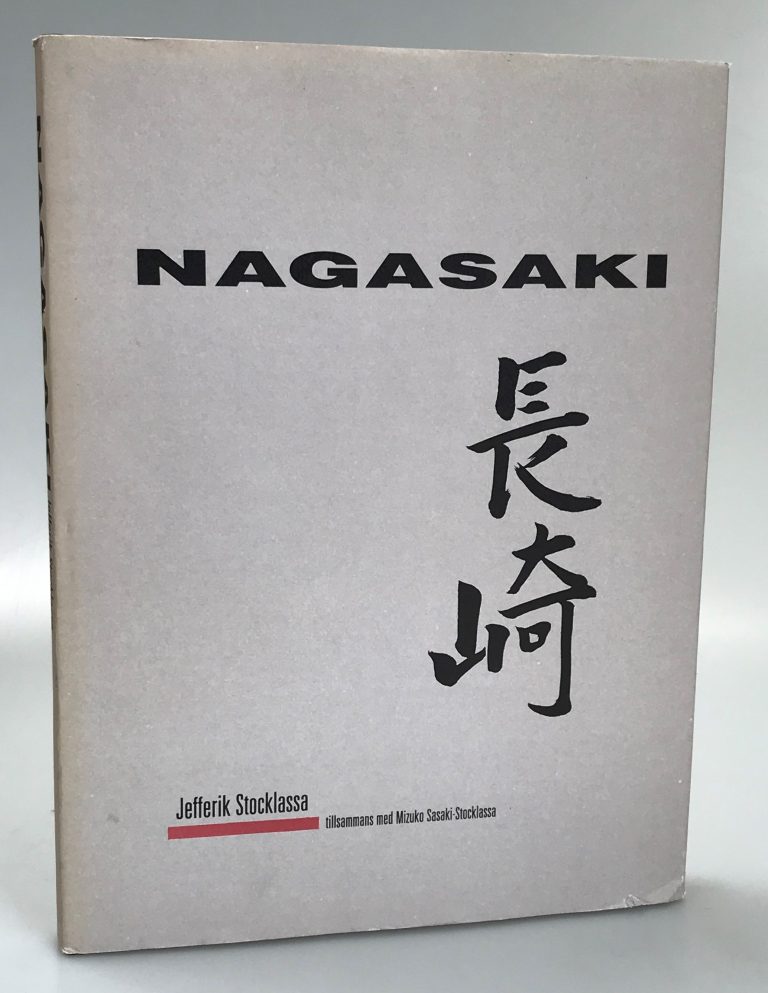 NAGASAKI
長崎
Jefferik Stocklassa
tillsammans med Mizuko Sasaki-Stocklassa